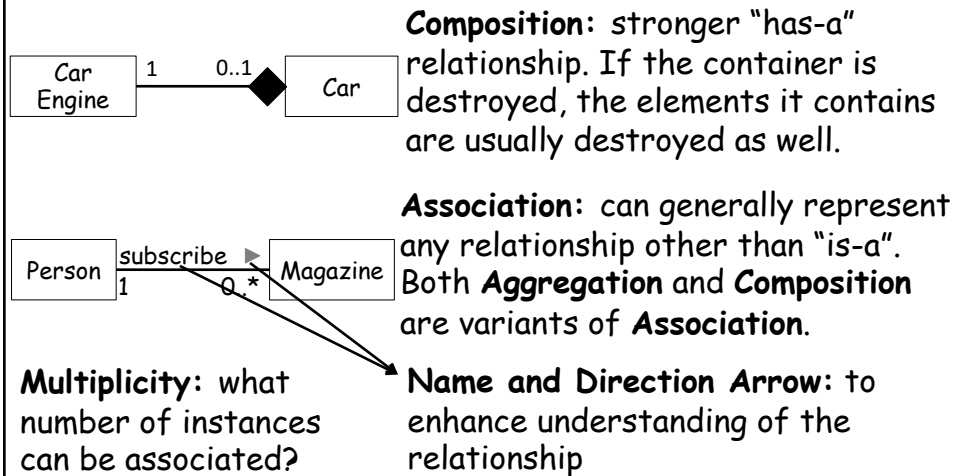 Car
Engine
1
0..1
Car
Composition: stronger “has-a”
relationship. If the container is
destroyed, the elements it contains
are usually destroyed as well.
Person
subscribe
1
0..*
Magazine
Association: can generally represent
any relationship other than “is-a”.
Both Aggregation and Composition
are variants of Association.
Multiplicity: what
number of instances
can be associated?
Name and Direction Arrow: to
enhance understanding of the
relationship